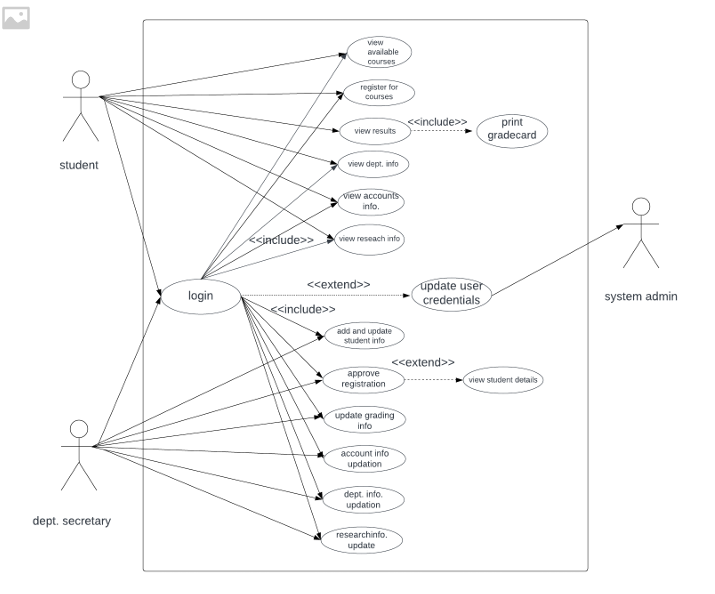 view
available
courses
register for
courses
<<include>>
view results
print
gradecard
student
view dept. info
view accounts
info.
<<include>>
view reseach info
<<extend>>
login
update user
credentials
system admin
<<include>>
add and update
student info
<<extend>>
approve
registration
view student details
update grading
info
account info
updation
dept. info.
updation
dept. secretary
researchinfo.
update